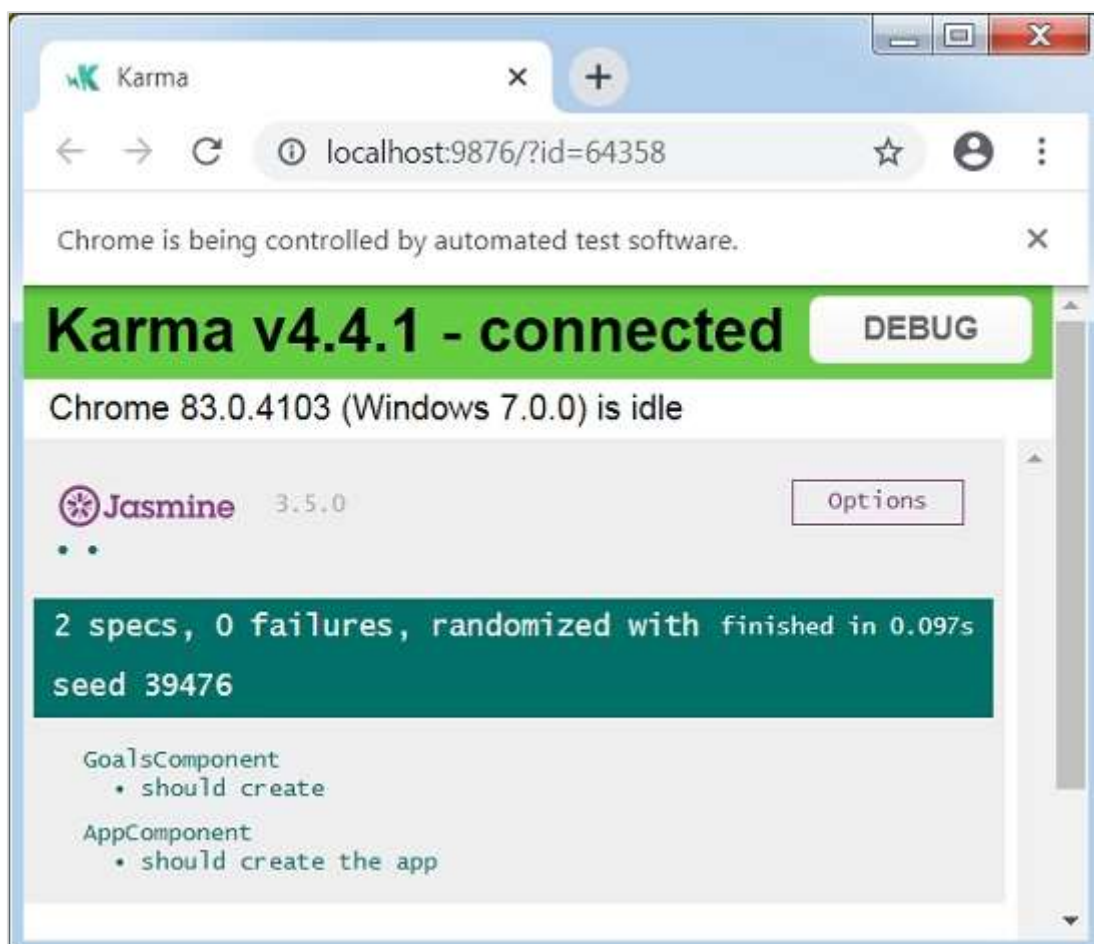 Karma
localhost:9876/?id=64358
Chrome is being controlled by automated test software.
Karma v4.4.1 - connected
DEBUG
Chrome 83.0.4103 (Windows 7.0.0) is idle
Jasmine 3.5.0
Options
2 specs, 0 failures, randomized with finished in 0.097s
seed 39476
GoalsComponent
• should create
AppComponent
• should create the app